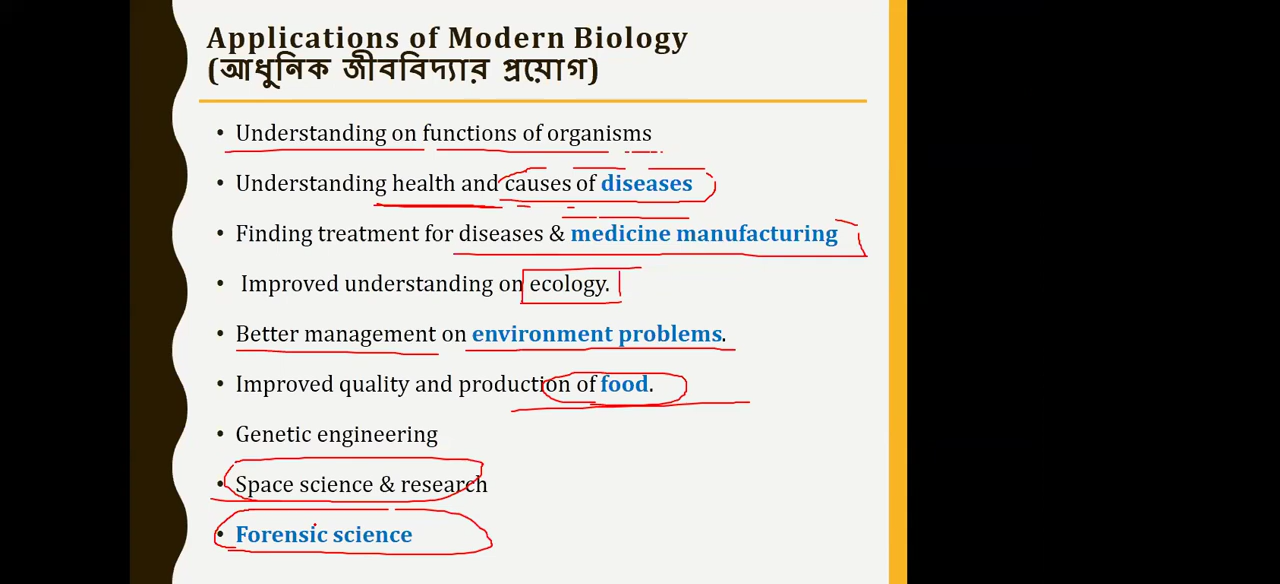 Applications of Modern Biology
(আধুনিক জীববিদ্যার প্রয়োগ)
• Understanding on functions of organisms
• Understanding health and causes of diseases
• Finding treatment for diseases & medicine manufacturing
• Improved understanding on ecology.
• Better management on environment problems.
• Improved quality and production of food.
• Genetic engineering
• Space science & research
• Forensic science